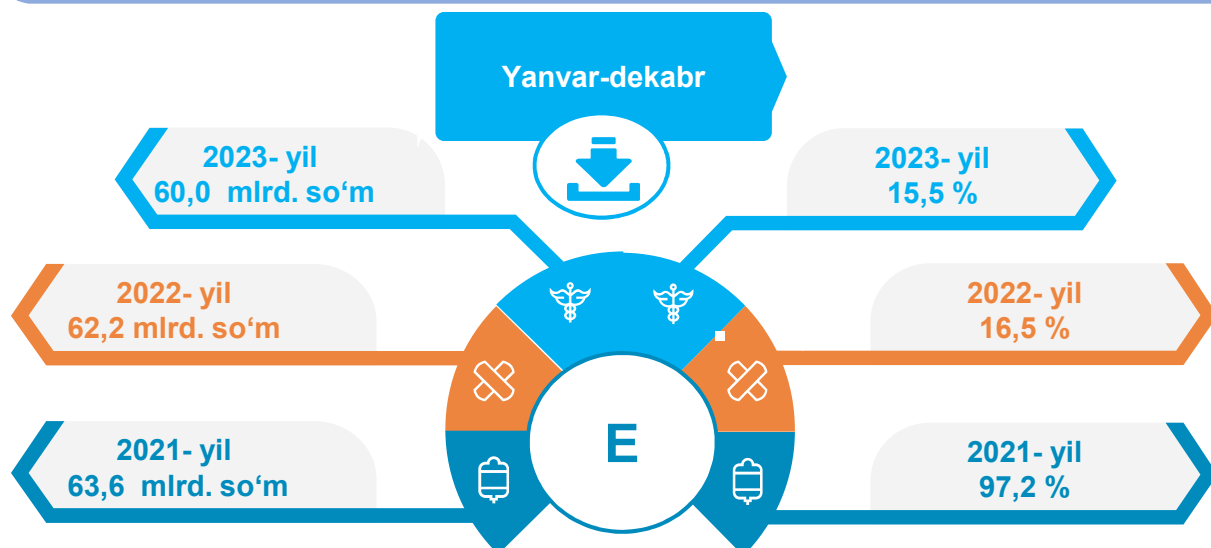 Yanvar-dekabr
2023- yil
60,0 mlrd. so‘m
2023- yil
15,5 %
2022- yil
62,2 mlrd. so‘m
2022- yil
16,5 %
E
2021- yil
63,6 mlrd. so‘m
2021- yil
97,2 %